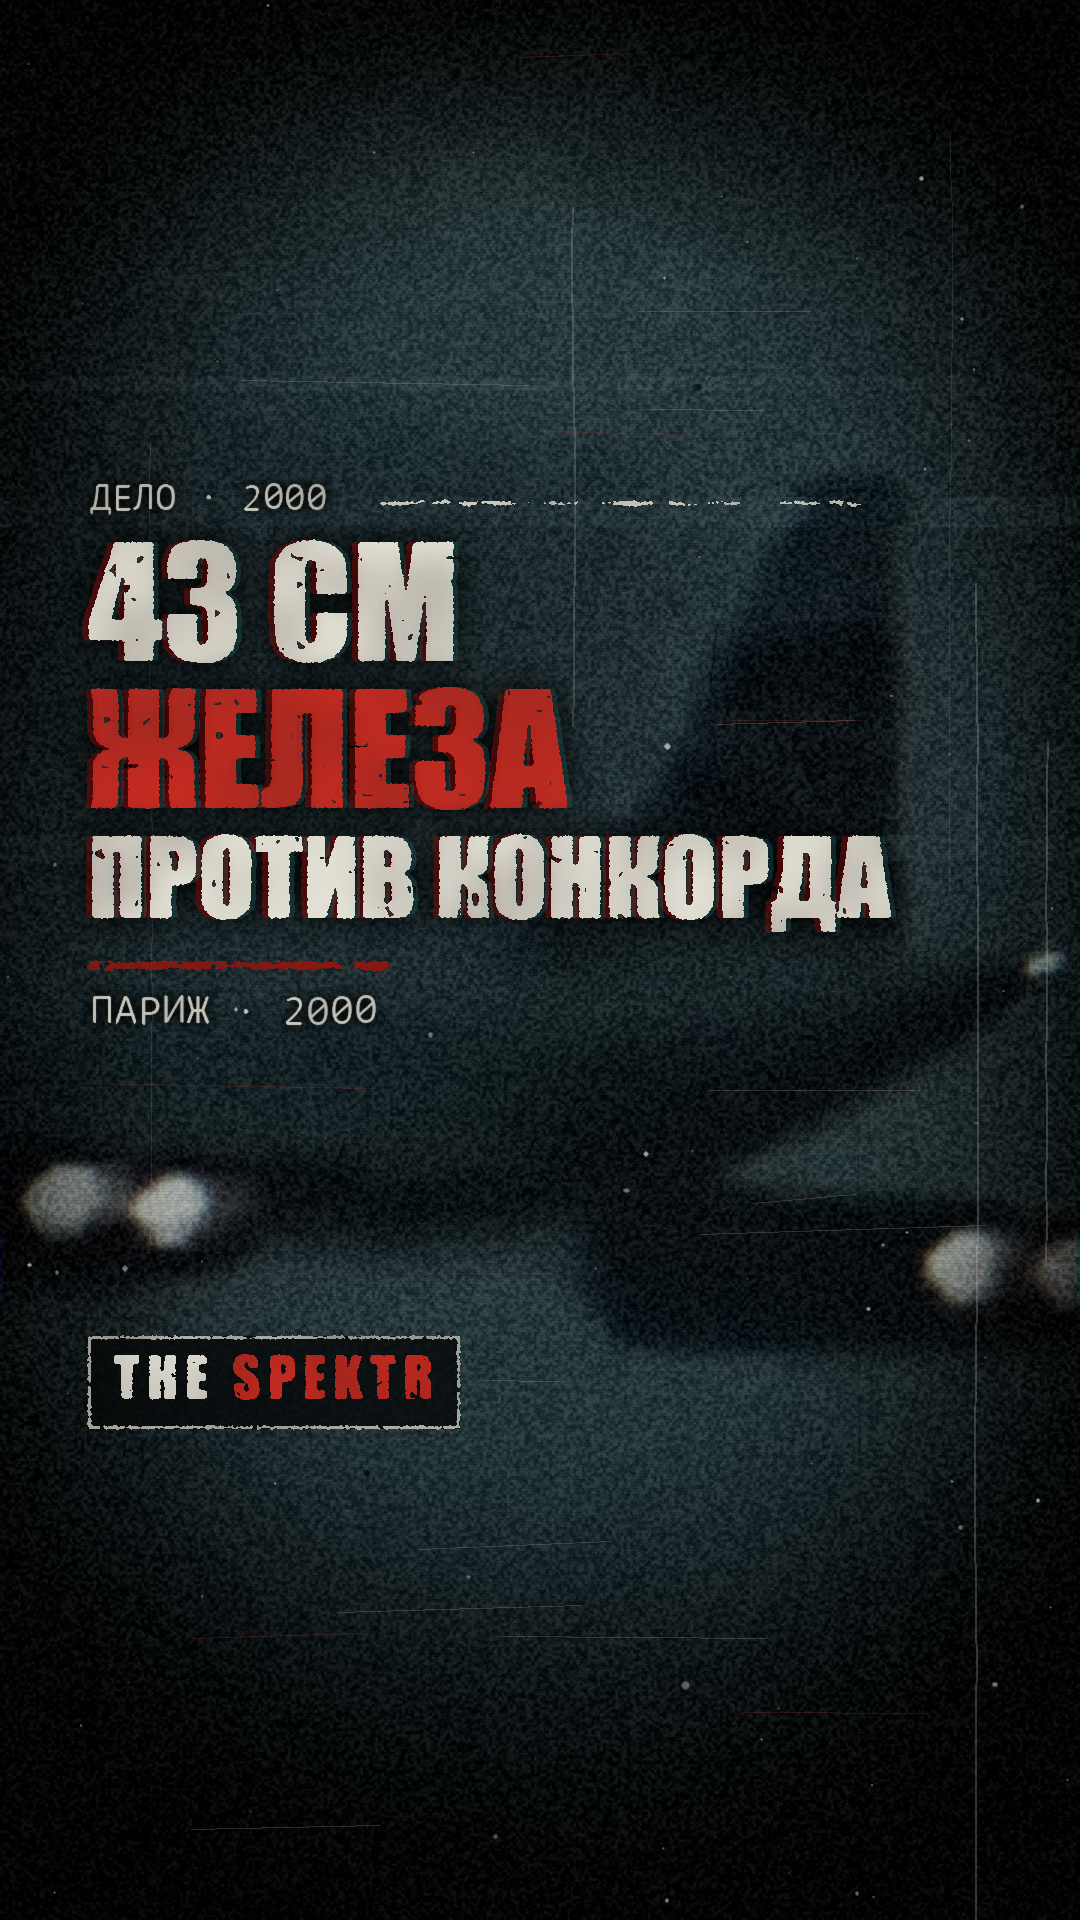 ДЕЛО · 2000
43 СМ
ЖЕЛЕЗА
ПРОТИВ КОНКОРДА
ПАРИЖ · 2000
THE SPEKTR